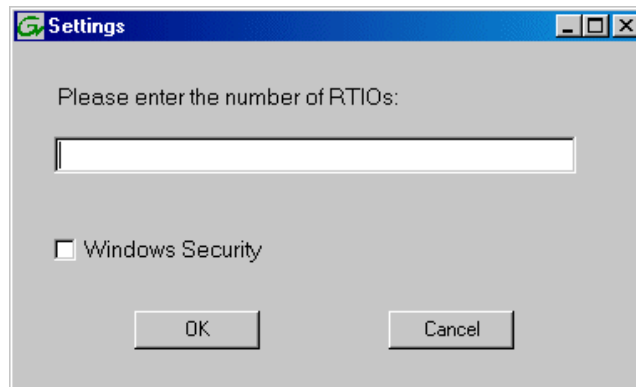 Settings
Please enter the number of RTIOs:
Windows Security
OK Cancel